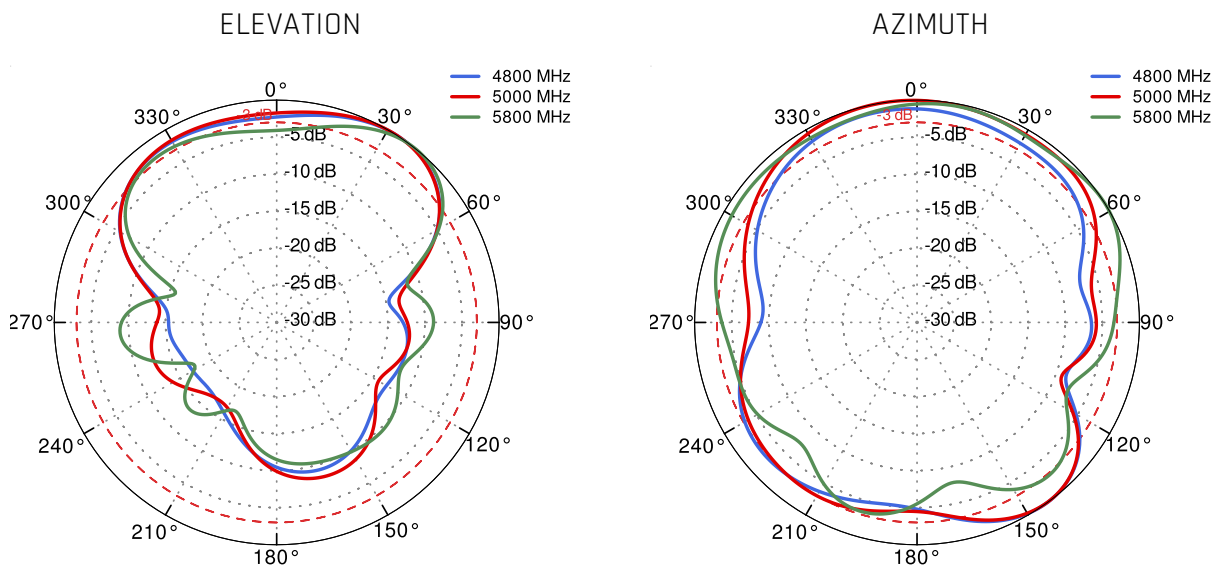 ELEVATION
4800 MHz
5000 MHz
5800 MHz
0°
30°
60°
90°
120°
150°
180°
210°
240°
270°
300°
330°
-3 dB
-5 dB
-10 dB
-15 dB
-20 dB
-25 dB
-30 dB
AZIMUTH
4800 MHz
5000 MHz
5800 MHz
0°
30°
60°
90°
120°
150°
180°
210°
240°
270°
300°
330°
-3 dB
-5 dB
-10 dB
-15 dB
-20 dB
-25 dB
-30 dB